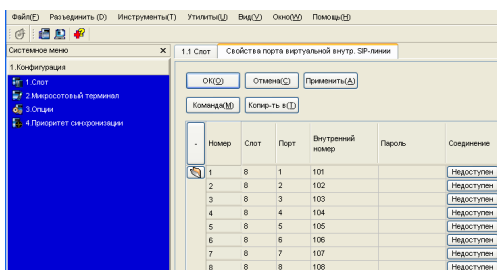 Файл(F) Разъединить (D) Инструменты(T) Утилиты(U) Вид(V) Окно(W) Помощь(H)
Системное меню x
1.1 Слот Свойства порта виртуальной внутр. SIP-линии
1.Конфигурация
1.Слот
2.Микросотовый терминал
3.Опции
4.Приоритет синхронизации
OK(O) Отмена(C) Применить(A)
Команда(M) Копир-ть в(T)
. Номер Слот Порт Внутренний номер Пароль Соединение
1 8 1 101 Недоступен
2 8 2 102 Недоступен
3 8 3 103 Недоступен
4 8 4 104 Недоступен
5 8 5 105 Недоступен
6 8 6 106 Недоступен
7 8 7 107 Недоступен
8 8 8 108 Недоступен